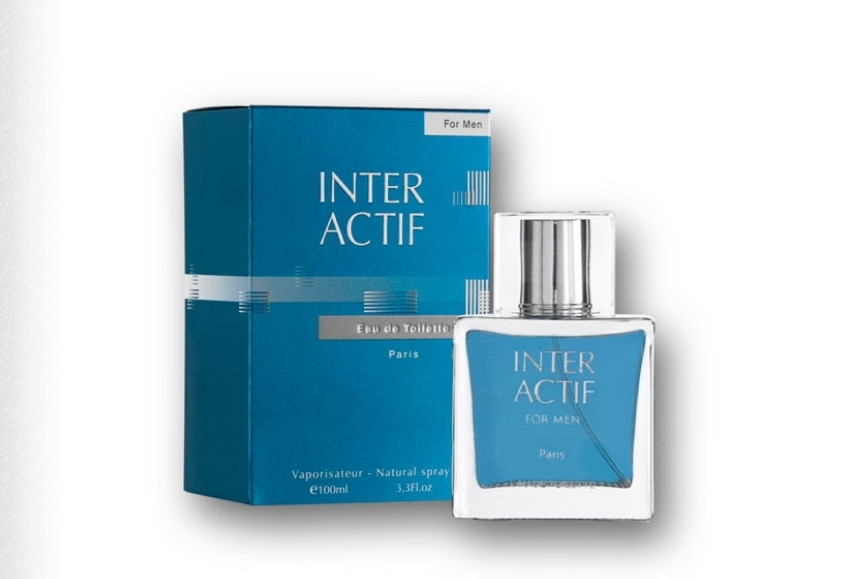 For Men
INTER
ACTIF
Eau de Toilette
Paris
Vaporisateur - Natural spray
e100ml 3,3Fl.oz
INTER
ACTIF
FOR MEN
Paris